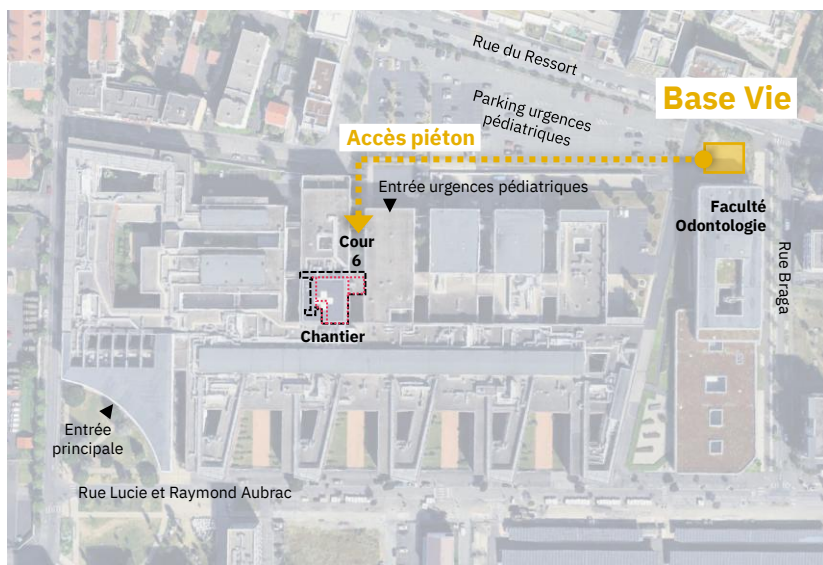 Rue du Ressort
Base Vie
Parking urgences
pédiatriques
Accès piéton
Entrée urgences pédiatriques
Faculté
Odontologie
Cour
6
Rue Braga
Chantier
Entrée
principale
Rue Lucie et Raymond Aubrac